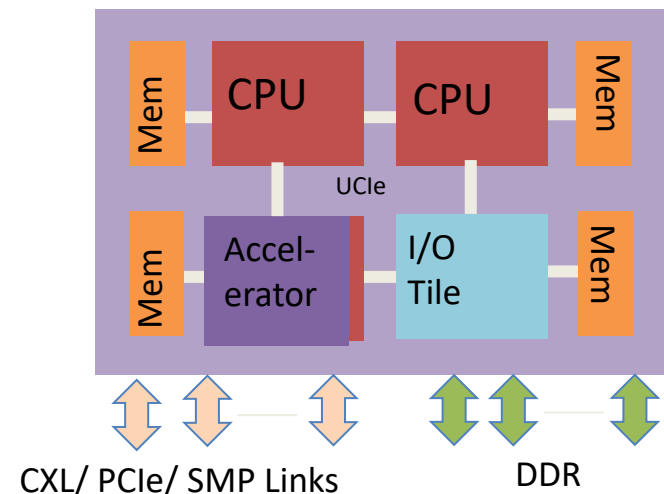 Mem
CPU
CPU
Mem
UCIe
Mem
Accel-
erator
I/O
Tile
Mem
CXL/ PCIe/ SMP Links
DDR